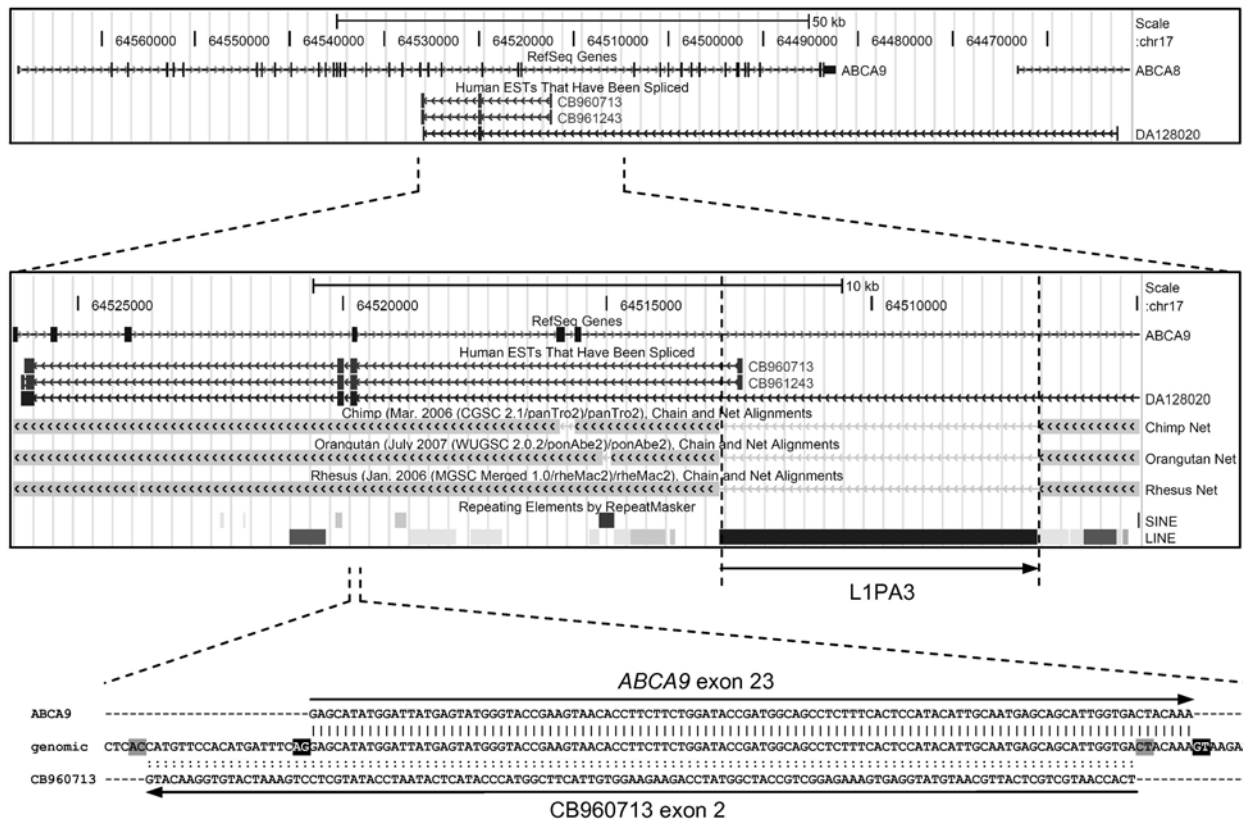 50 kb
Scale
64560000 64550000 64540000 64530000 64520000 64510000 64500000 64490000 64480000 64470000 :chr17
RefSeq Genes
ABCA9 ABCA8
Human ESTs That Have Been Spliced
CB960713
CB961243
DA128020
10 kb
Scale
64525000 64520000 64515000 64510000 :chr17
RefSeq Genes
ABCA9
Human ESTs That Have Been Spliced
CB960713
CB961243
DA128020
Chimp (Mar. 2006 (CGSC 2.1/panTro2)/panTro2), Chain and Net Alignments
Chimp Net
Orangutan (July 2007 (WUGSC 2.0.2/ponAbe2)/ponAbe2), Chain and Net Alignments
Orangutan Net
Rhesus (Jan. 2006 (MGSC Merged 1.0/rheMac2)/rheMac2), Chain and Net Alignments
Rhesus Net
Repeating Elements by RepeatMasker
SINE
LINE
L1PA3
ABCA9 exon 23
ABCA9 GAGCATATGGATTATGAGTATGGGTACCGAAGTAACACCTTCTTCTGGATACCGATGGCAGCCTCTTTCACTCCATACATTGCAATGAGCAGCATTGGTGACTACAAA
genomic CTCACCATGTTCCACATGATTTCAGGAGCATATGGATTATGAGTATGGGTACCGAAGTAACACCTTCTTCTGGATACCGATGGCAGCCTCTTTCACTCCATACATTGCAATGAGCAGCATTGGTGACTACAAAGTAAGA
CB960713 GTACAAGGTGTACTAAAGTCCTCGTATACCTAATACTCATACCCATGGCTTCATTGTGGAAGAAGACCTATGGCTACCGTCGGAGAAAGTGAGGTATGTAACGTTACTCGTCGTAACCACT
CB960713 exon 2